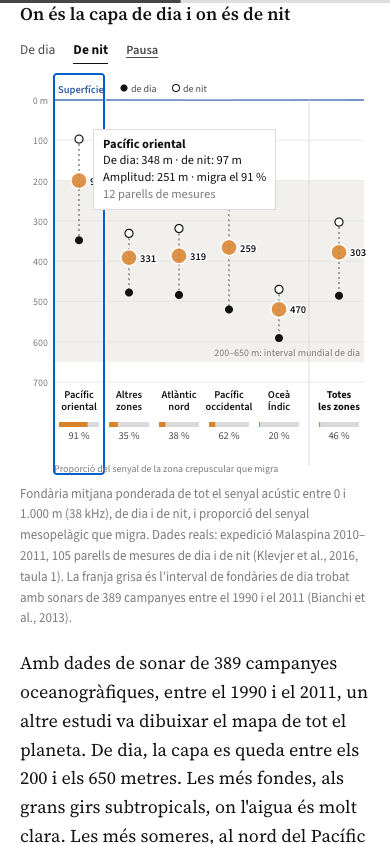 On és la capa de dia i on és de nit
De dia De nit Pausa
Superfície de dia de nit
0 m
100
Pacífic oriental
De dia: 348 m · de nit: 97 m
Amplitud: 251 m · migra el 91 %
12 parells de mesures
200
300
331 319 259 303
400
500
470
600
200–650 m: interval mundial de dia
700
Pacífic oriental
Altres zones
Atlàntic nord
Pacífic occidental
Oceà Índic
Totes les zones
91 % 35 % 38 % 62 % 20 % 46 %
Proporció del senyal de la zona crepuscular que migra
Fondària mitjana ponderada de tot el senyal acústic entre 0 i
1.000 m (38 kHz), de dia i de nit, i proporció del senyal
mesopelàgic que migra. Dades reals: expedició Malaspina 2010–
2011, 105 parells de mesures de dia i de nit (Klevjer et al., 2016,
taula 1). La franja grisa és l'interval de fondàries de dia trobat
amb sonars de 389 campanyes entre el 1990 i el 2011 (Bianchi et
al., 2013).
Amb dades de sonar de 389 campanyes
oceanogràfiques, entre el 1990 i el 2011, un
altre estudi va dibuixar el mapa de tot el
planeta. De dia, la capa es queda entre els
200 i els 650 metres. Les més fondes, als
grans girs subtropicals, on l'aigua és molt
clara. Les més someres, al nord del Pacífic